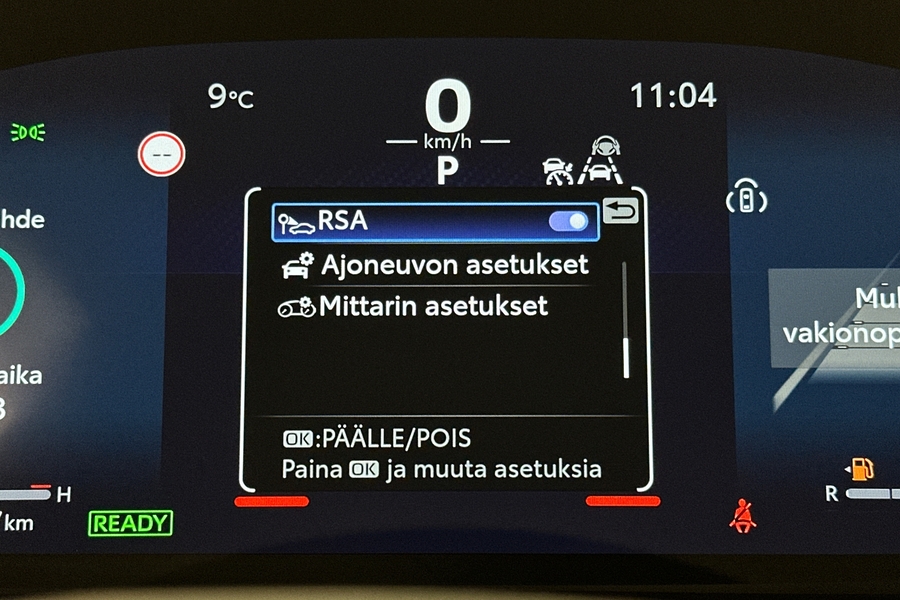 9°C
0
11:04
km/h
--
P
RSA
hde
Ajoneuvon asetukset
Mittarin asetukset
Mul
vakionop
aika
OK:PÄÄLLE/POIS
Paina OK ja muuta asetuksia
H
R
/km
READY